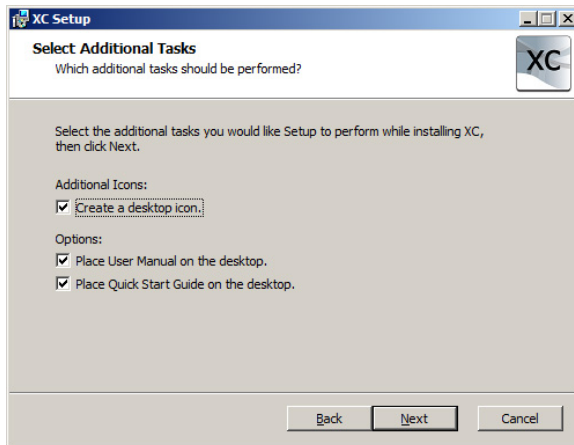 XC Setup
Select Additional Tasks
Which additional tasks should be performed?
XC
Select the additional tasks you would like Setup to perform while installing XC,
then click Next.
Additional Icons:
Create a desktop icon.
Options:
Place User Manual on the desktop.
Place Quick Start Guide on the desktop.
Back Next Cancel